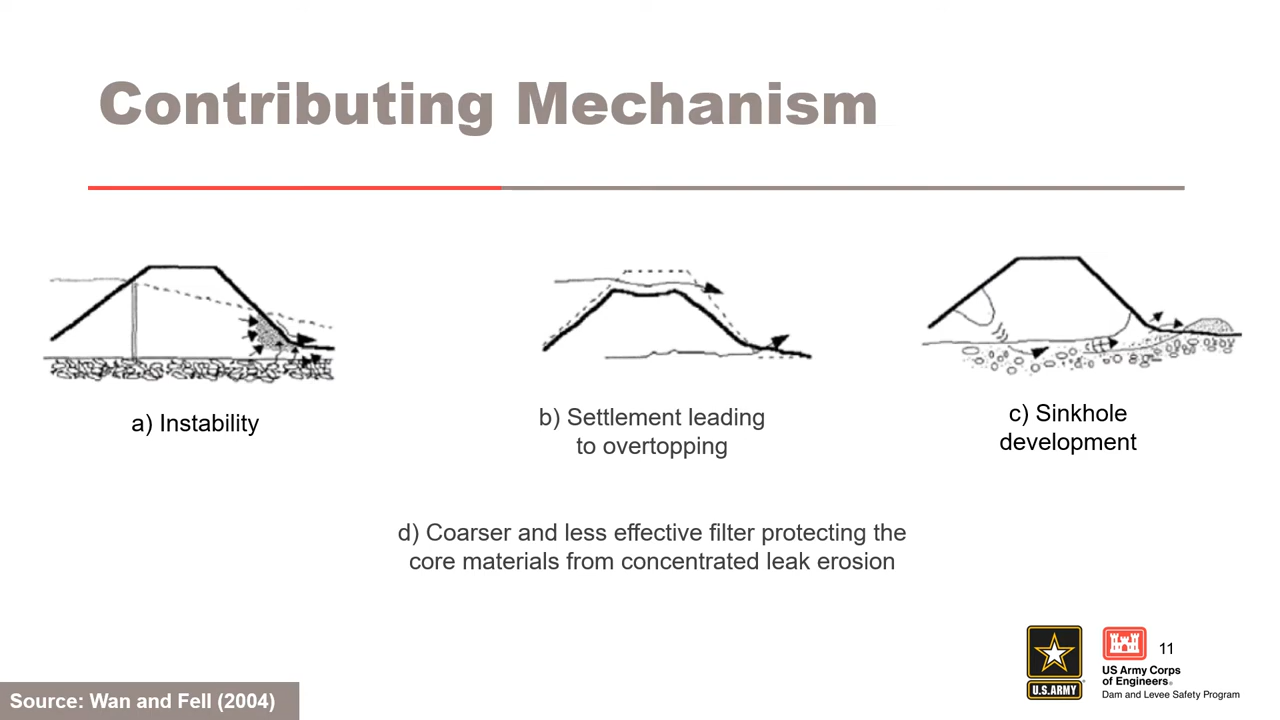 Contributing Mechanism
a) Instability
b) Settlement leading
to overtopping
c) Sinkhole
development
d) Coarser and less effective filter protecting the
core materials from concentrated leak erosion
U.S.ARMY
US Army Corps
of Engineers®
Dam and Levee Safety Program
11
Source: Wan and Fell (2004)